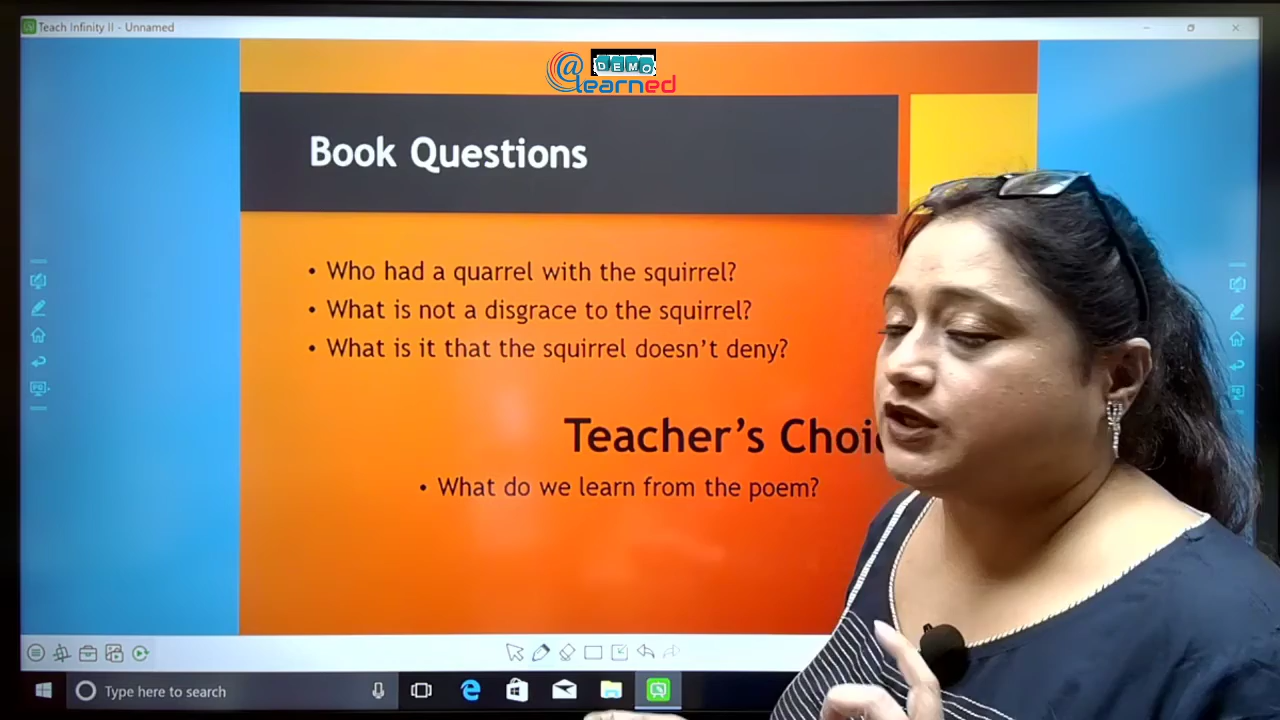 Teach Infinity II - Unnamed
@ DEMO
learned
Book Questions
• Who had a quarrel with the squirrel?
• What is not a disgrace to the squirrel?
• What is it that the squirrel doesn't deny?
Teacher's
• What do we learn from the poem?
Type here to search